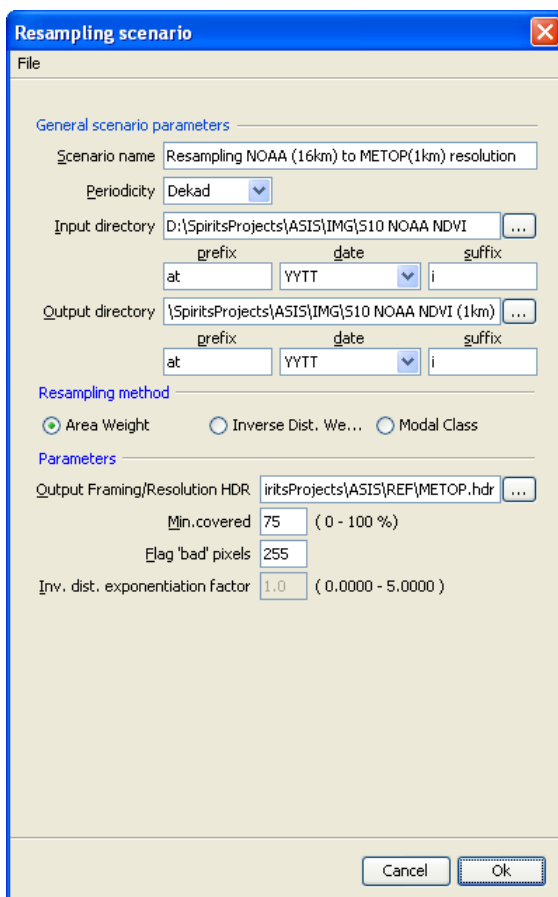 Resampling scenario
File
General scenario parameters
Scenario name Resampling NOAA (16km) to METOP(1km) resolution
Periodicity Dekad
Input directory D:\SpiritsProjects\ASIS\IMG\S10 NOAA NDVI ...
prefix date suffix
at YYTT i
Output directory \SpiritsProjects\ASIS\IMG\S10 NOAA NDVI (1km) ...
prefix date suffix
at YYTT i
Resampling method
Area Weight Inverse Dist. We... Modal Class
Parameters
Output Framing/Resolution HDR iritsProjects\ASIS\REF\METOP.hdr ...
Min.covered 75 ( 0 - 100 %)
Flag 'bad' pixels 255
Inv. dist. exponentiation factor 1.0 ( 0.0000 - 5.0000 )
Cancel Ok